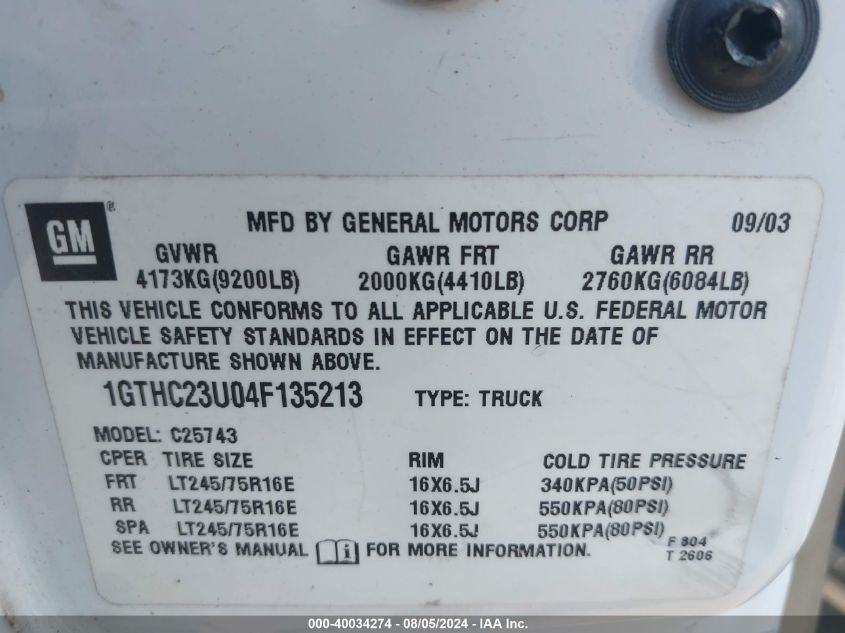 GM®
MFD BY GENERAL MOTORS CORP 09/03
GVWR GAWR FRT GAWR RR
4173KG(9200LB) 2000KG(4410LB) 2760KG(6084LB)
THIS VEHICLE CONFORMS TO ALL APPLICABLE U.S. FEDERAL MOTOR
VEHICLE SAFETY STANDARDS IN EFFECT ON THE DATE OF
MANUFACTURE SHOWN ABOVE.
1GTHC23U04F135213 TYPE: TRUCK
MODEL: C25743
CPER TIRE SIZE RIM COLD TIRE PRESSURE
FRT LT245/75R16E 16X6.5J 340KPA(50PSI)
RR LT245/75R16E 16X6.5J 550KPA(80PSI)
SPA LT245/75R16E 16X6.5J 550KPA(80PSI)
SEE OWNER'S MANUAL i FOR MORE INFORMATION.
F 804
T 2606
000-40034274 - 08/05/2024 - IAA Inc.